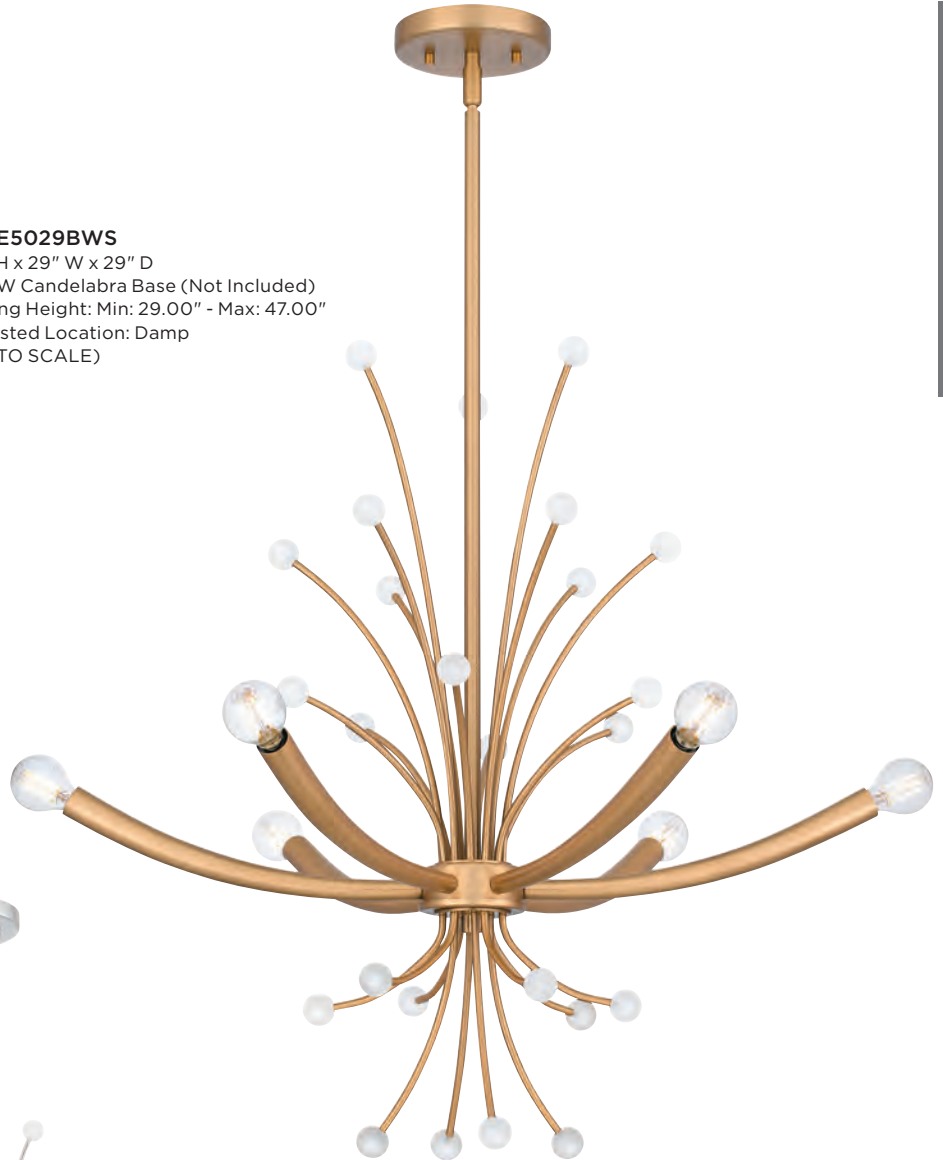 E5029BWS
H x 29" W x 29" D
W Candelabra Base (Not Included)
ng Height: Min: 29.00" - Max: 47.00"
sted Location: Damp
TO SCALE)